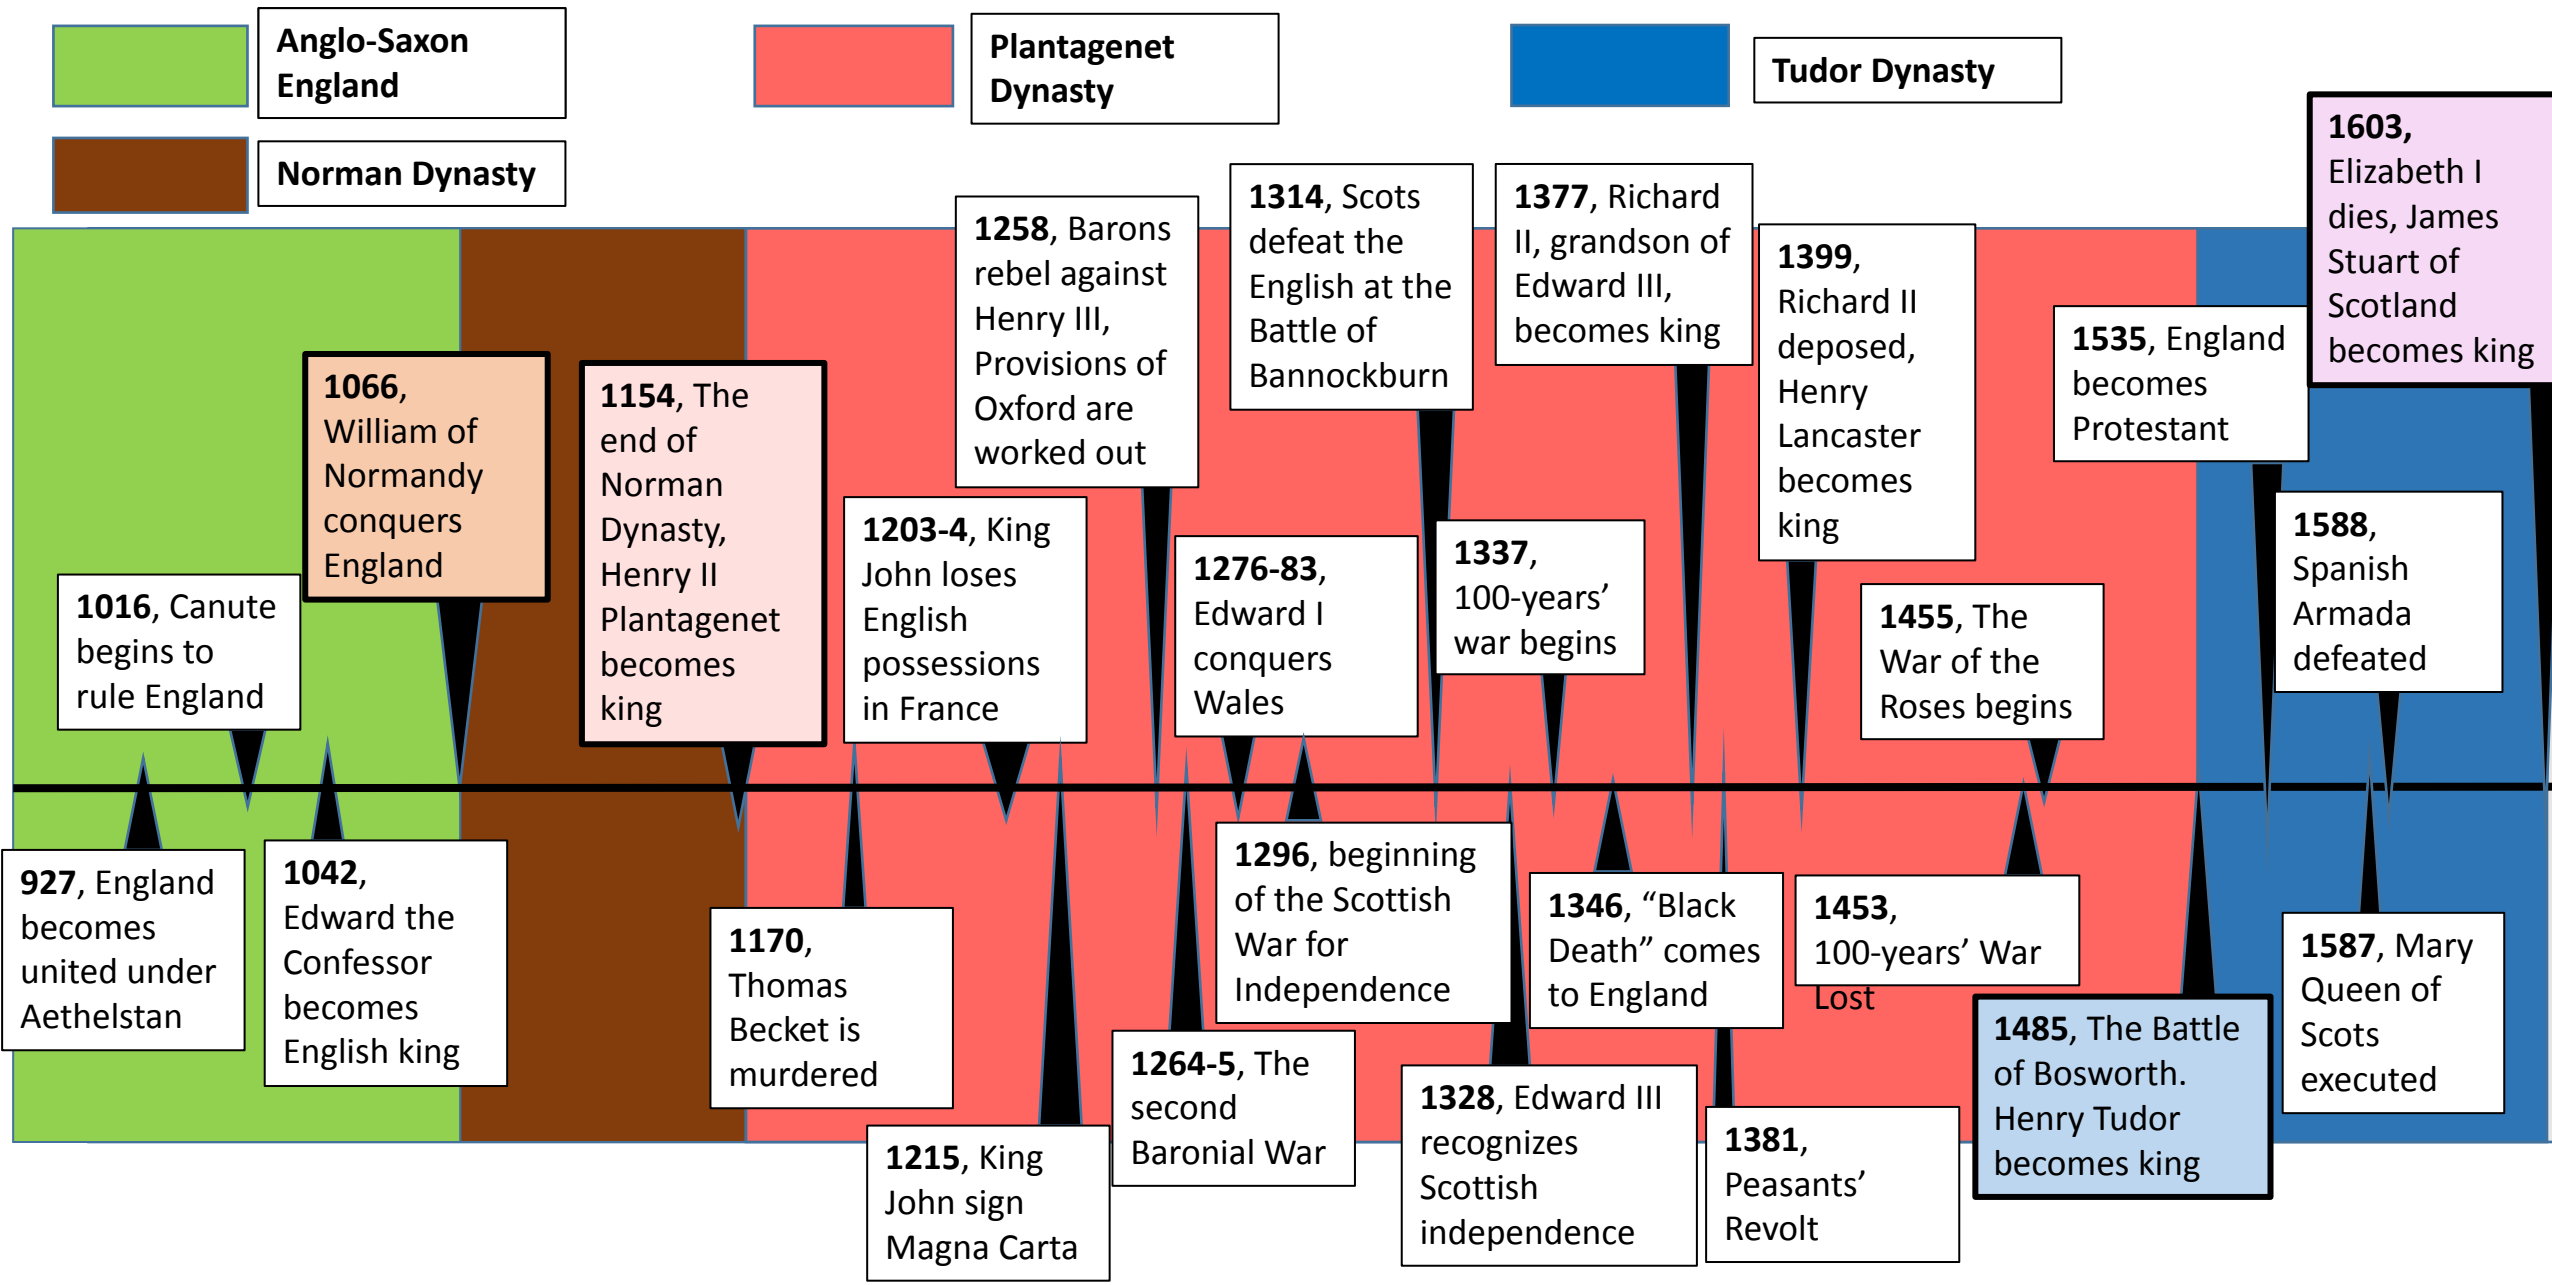 Anglo-Saxon
England
Plantagenet
Dynasty
Tudor Dynasty
Norman Dynasty
1603,
Elizabeth I
dies, James
Stuart of
Scotland
becomes king
1314, Scots
defeat the
English at the
Battle of
Bannockburn
1377, Richard
II, grandson of
Edward III,
becomes king
1258, Barons
rebel against
Henry III,
Provisions of
Oxford are
worked out
1399,
Richard II
deposed,
Henry
Lancaster
becomes
king
1535, England
becomes
Protestant
1066,
William of
Normandy
conquers
England
1154, The
end of
Norman
Dynasty,
Henry II
Plantagenet
becomes
king
1203-4, King
John loses
English
possessions
in France
1276-83,
Edward I
conquers
Wales
1337,
100-years’
war begins
1588,
Spanish
Armada
defeated
1016, Canute
begins to
rule England
1455, The
War of the
Roses begins
927, England
becomes
united under
Aethelstan
1042,
Edward the
Confessor
becomes
English king
1170,
Thomas
Becket is
murdered
1296, beginning
of the Scottish
War for
Independence
1346, “Black
Death” comes
to England
1453,
100-years’ War
Lost
1587, Mary
Queen of
Scots
executed
1485, The Battle
of Bosworth.
Henry Tudor
becomes king
1264-5, The
second
Baronial War
1328, Edward III
recognizes
Scottish
independence
1381,
Peasants’
Revolt
1215, King
John sign
Magna Carta